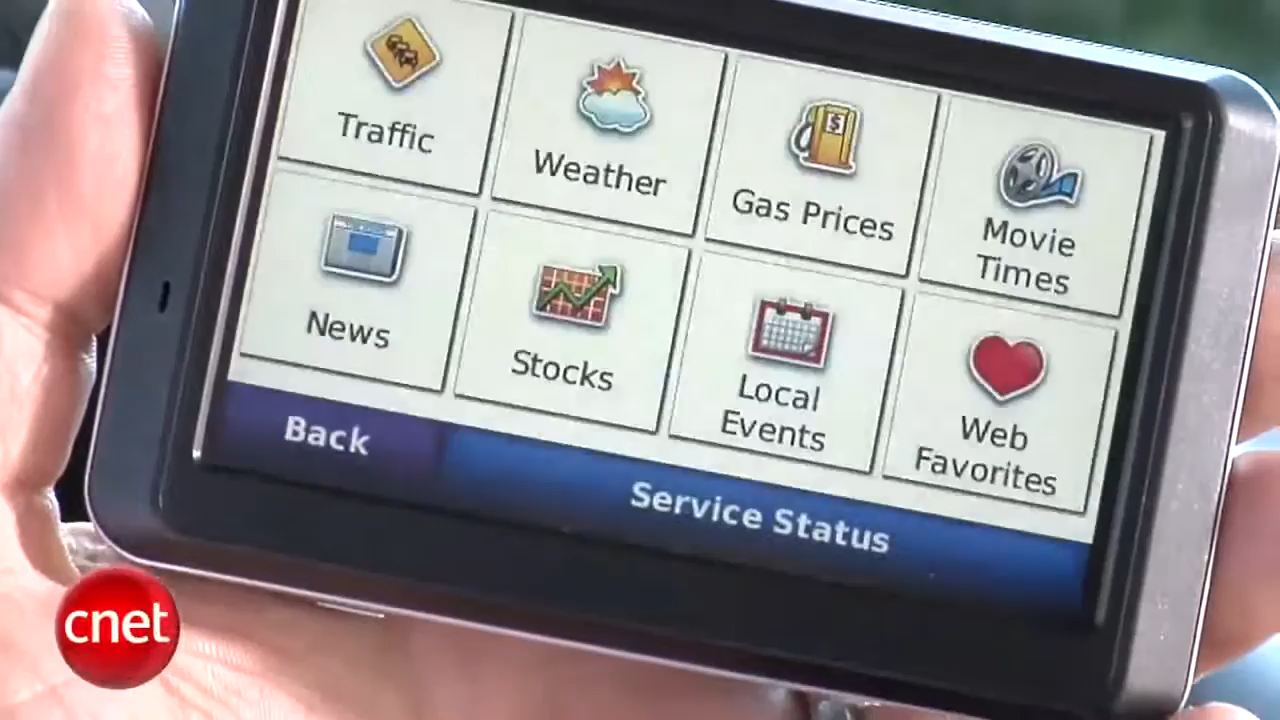 Traffic
Weather
$
Gas Prices
Movie
Times
News
Stocks
Local
Events
Web
Favorites
Back
Service Status
cnet